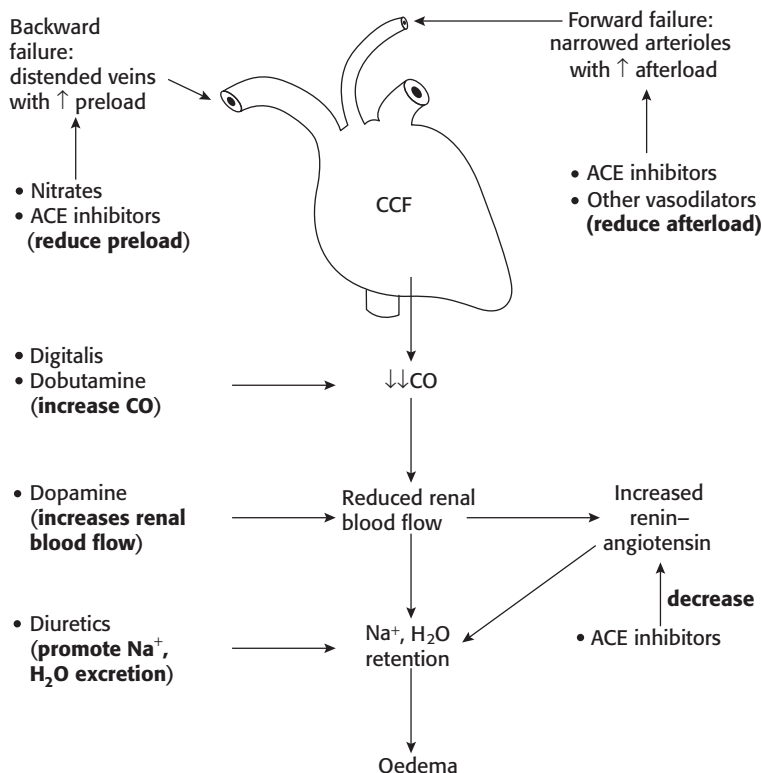 Backward
failure:
distended veins
with ↑ preload
Forward failure:
narrowed arterioles
with ↑ afterload
• Nitrates
• ACE inhibitors
(reduce preload)
CCF
• ACE inhibitors
• Other vasodilators
(reduce afterload)
• Digitalis
• Dobutamine
(increase CO)
↓↓CO
• Dopamine
(increases renal
blood flow)
Reduced renal
blood flow
Increased
renin–
angiotensin
decrease
• ACE inhibitors
• Diuretics
(promote Na⁺,
H₂O excretion)
Na⁺, H₂O
retention
Oedema